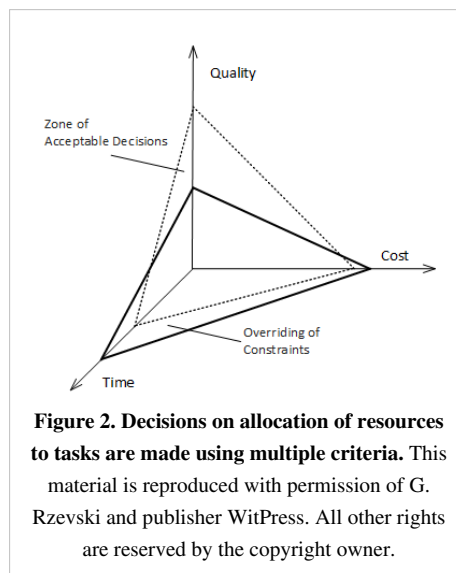 Quality
Zone of
Acceptable Decisions
Cost
Overriding of
Constraints
Time
Figure 2. Decisions on allocation of resources
to tasks are made using multiple criteria. This
material is reproduced with permission of G.
Rzevski and publisher WitPress. All other rights
are reserved by the copyright owner.